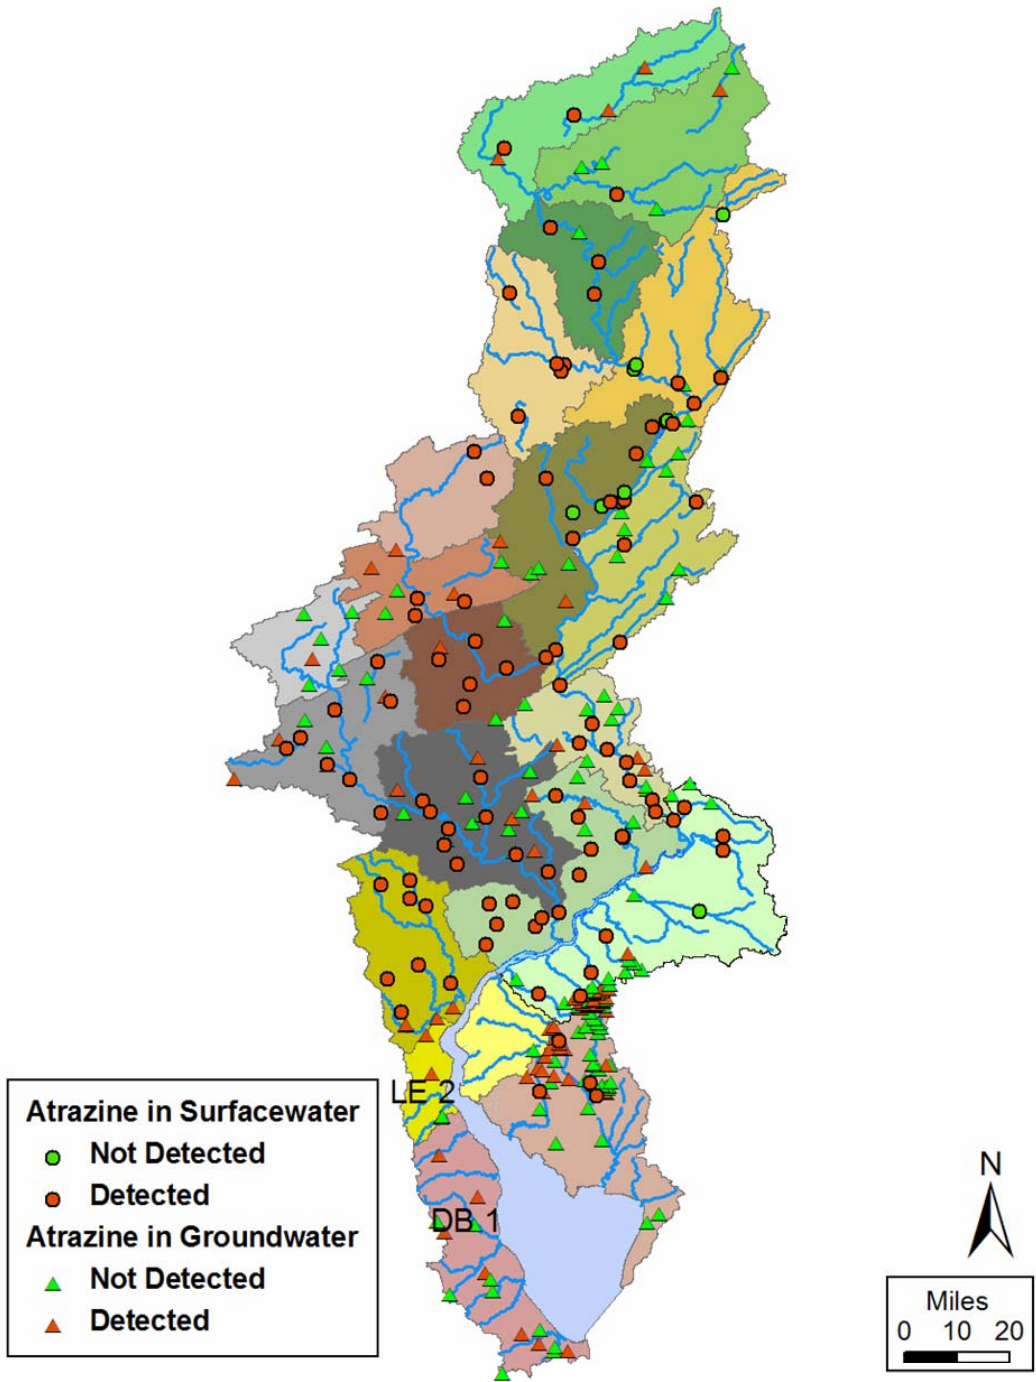 LE 2
Atrazine in Surfacewater
Not Detected
Detected
Atrazine in Groundwater
Not Detected
Detected
DB 1
N
Miles
0 10 20